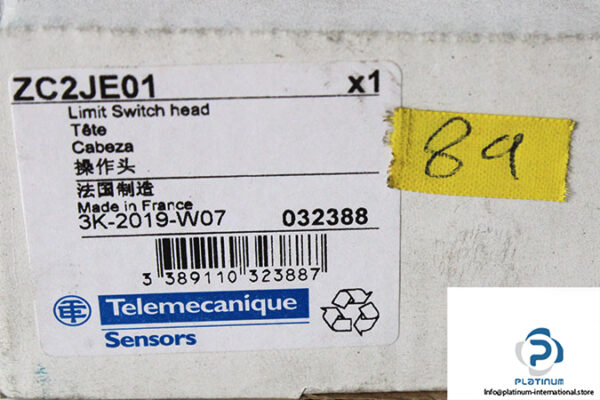 ZC2JE01 x1
Limit Switch head
Tête
Cabeza
操作头
法国制造
Made in France
3K-2019-W07 032388
3 389110 323887
Telemecanique
Sensors
89
PLATINUM
info@platinum-international.store